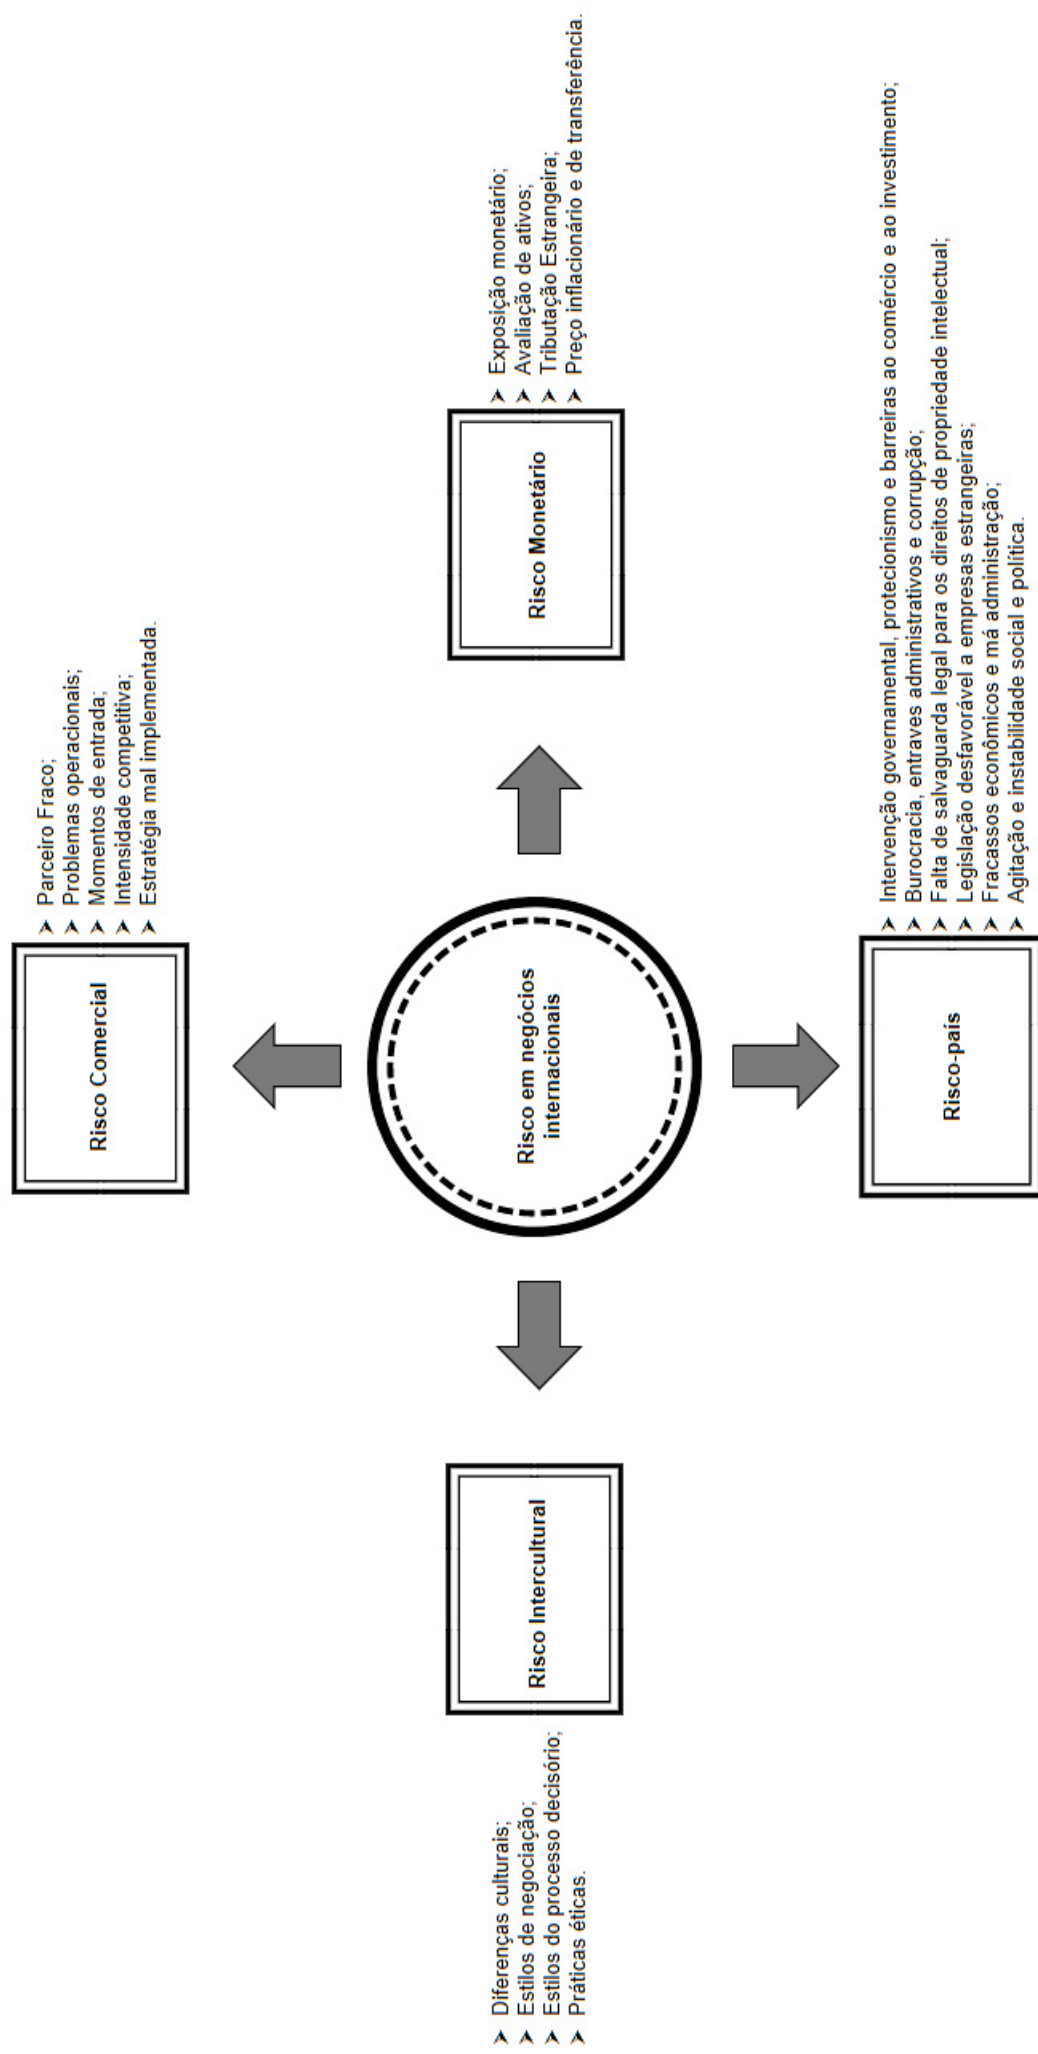 Risco Comercial
➤ Parceiro Fraco;
➤ Problemas operacionais;
➤ Momentos de entrada;
➤ Intensidade competitiva;
➤ Estratégia mal implementada.
➤ Diferenças culturais;
➤ Estilos de negociação;
➤ Estilos do processo decisório;
➤ Práticas éticas.
Risco Intercultural
Risco em negócios
internacionais
Risco Monetário
➤ Exposição monetário;
➤ Avaliação de ativos;
➤ Tributação Estrangeira;
➤ Preço inflacionário e de transferência.
Risco-país
➤ Intervenção governamental, protecionismo e barreiras ao comércio e ao investimento;
➤ Burocracia, entraves administrativos e corrupção;
➤ Falta de salvaguarda legal para os direitos de propriedade intelectual;
➤ Legislação desfavorável a empresas estrangeiras;
➤ Fracassos econômicos e má administração;
➤ Agitação e instabilidade social e política.